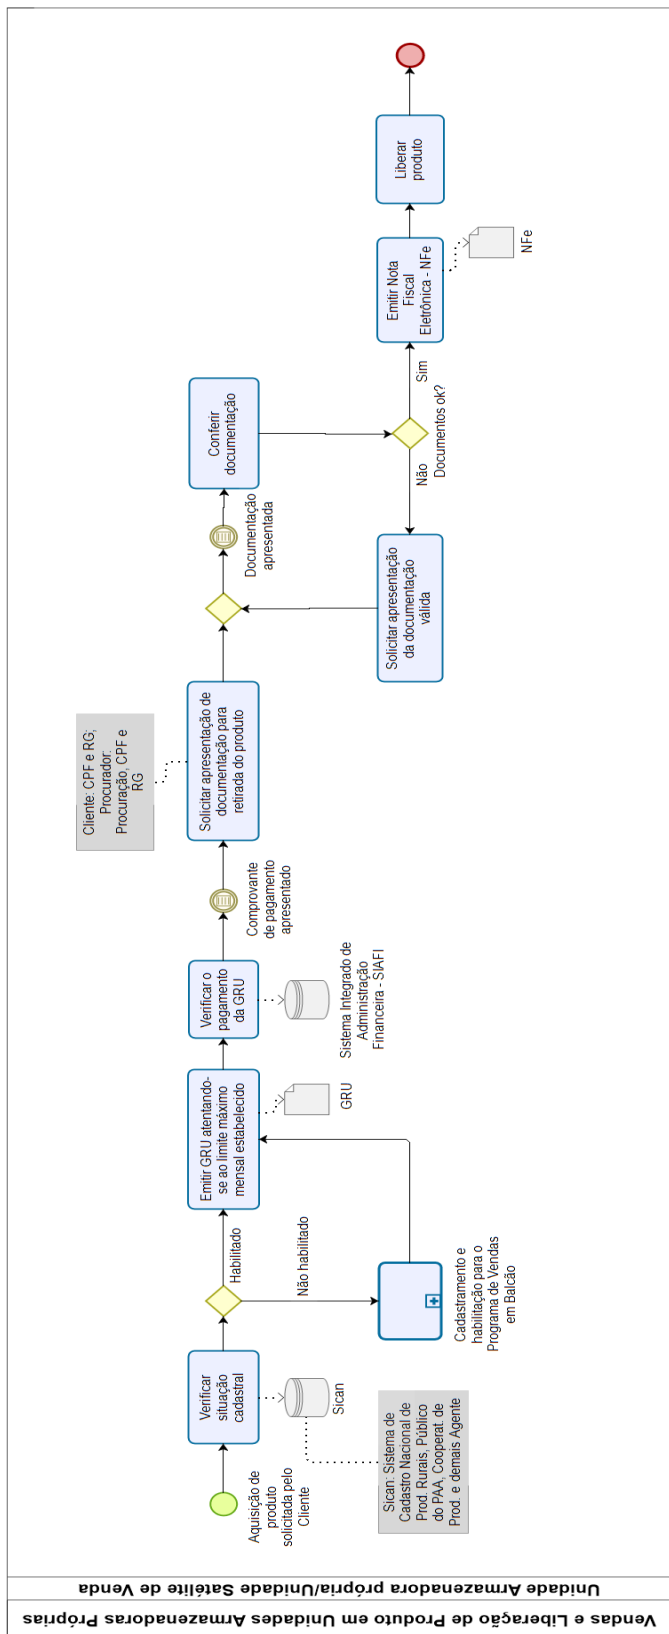 Vendas e Liberação de Produto em Unidades Armazenadoras Próprias
Unidade Armazenadora própria/Unidade Satélite de Venda
Aquisição de
produto
solicitada pelo
Cliente
Verificar
situação
cadastral
Sican
Sican: Sistema de
Cadastro Nacional de
Prod. Rurais, Público
do PAA, Cooperat. de
Prod. e demais Agente
Habilitado
Não habilitado
Cadastramento e
habilitação para o
Programa de Vendas
em Balcão
Emitir GRU atentando-
se ao limite máximo
mensal estabelecido
GRU
Verificar o
pagamento
da GRU
Sistema Integrado de
Administração
Financeira - SIAFI
Comprovante
de pagamento
apresentado
Solicitar apresentação de
documentação para
retirada do produto
Cliente: CPF e RG;
Procurador:
Procuração, CPF e
RG
Documentação
apresentada
Conferir
documentação
Documentos ok?
Não
Solicitar apresentação
da documentação
válida
Sim
Emitir Nota
Fiscal
Eletrônica - NFe
NFe
Liberar
produto